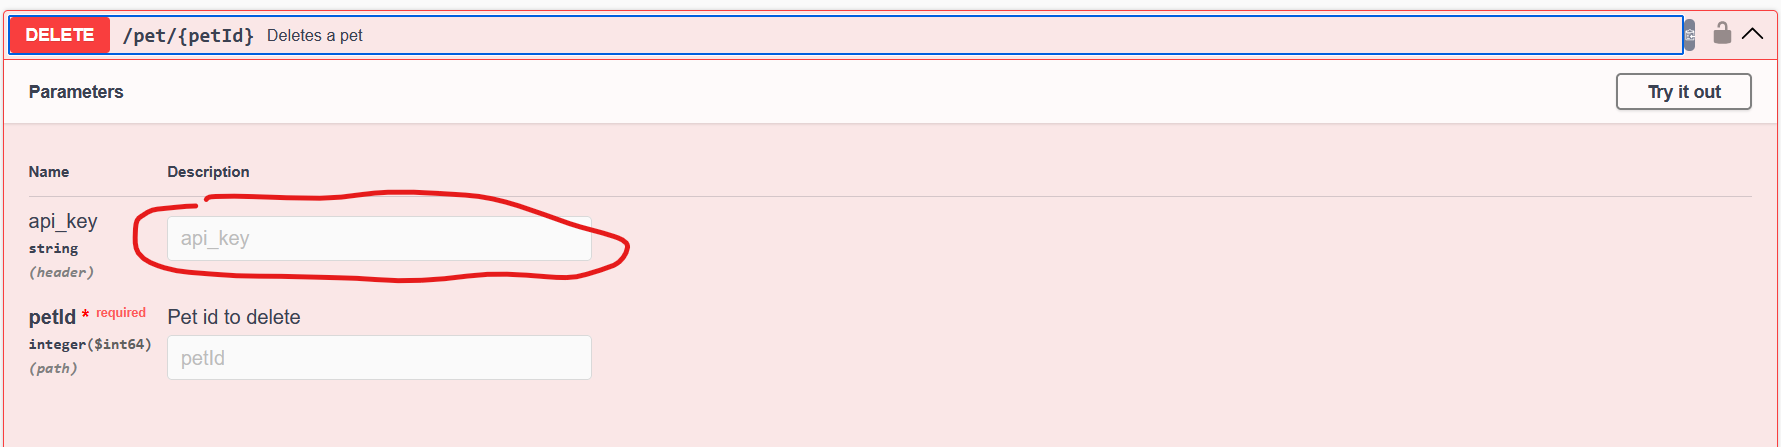 DELETE /pet/{petId} Deletes a pet
Parameters
Try it out
Name Description
api_key
string
(header)
api_key
petId * required
integer($int64)
(path)
Pet id to delete
petId